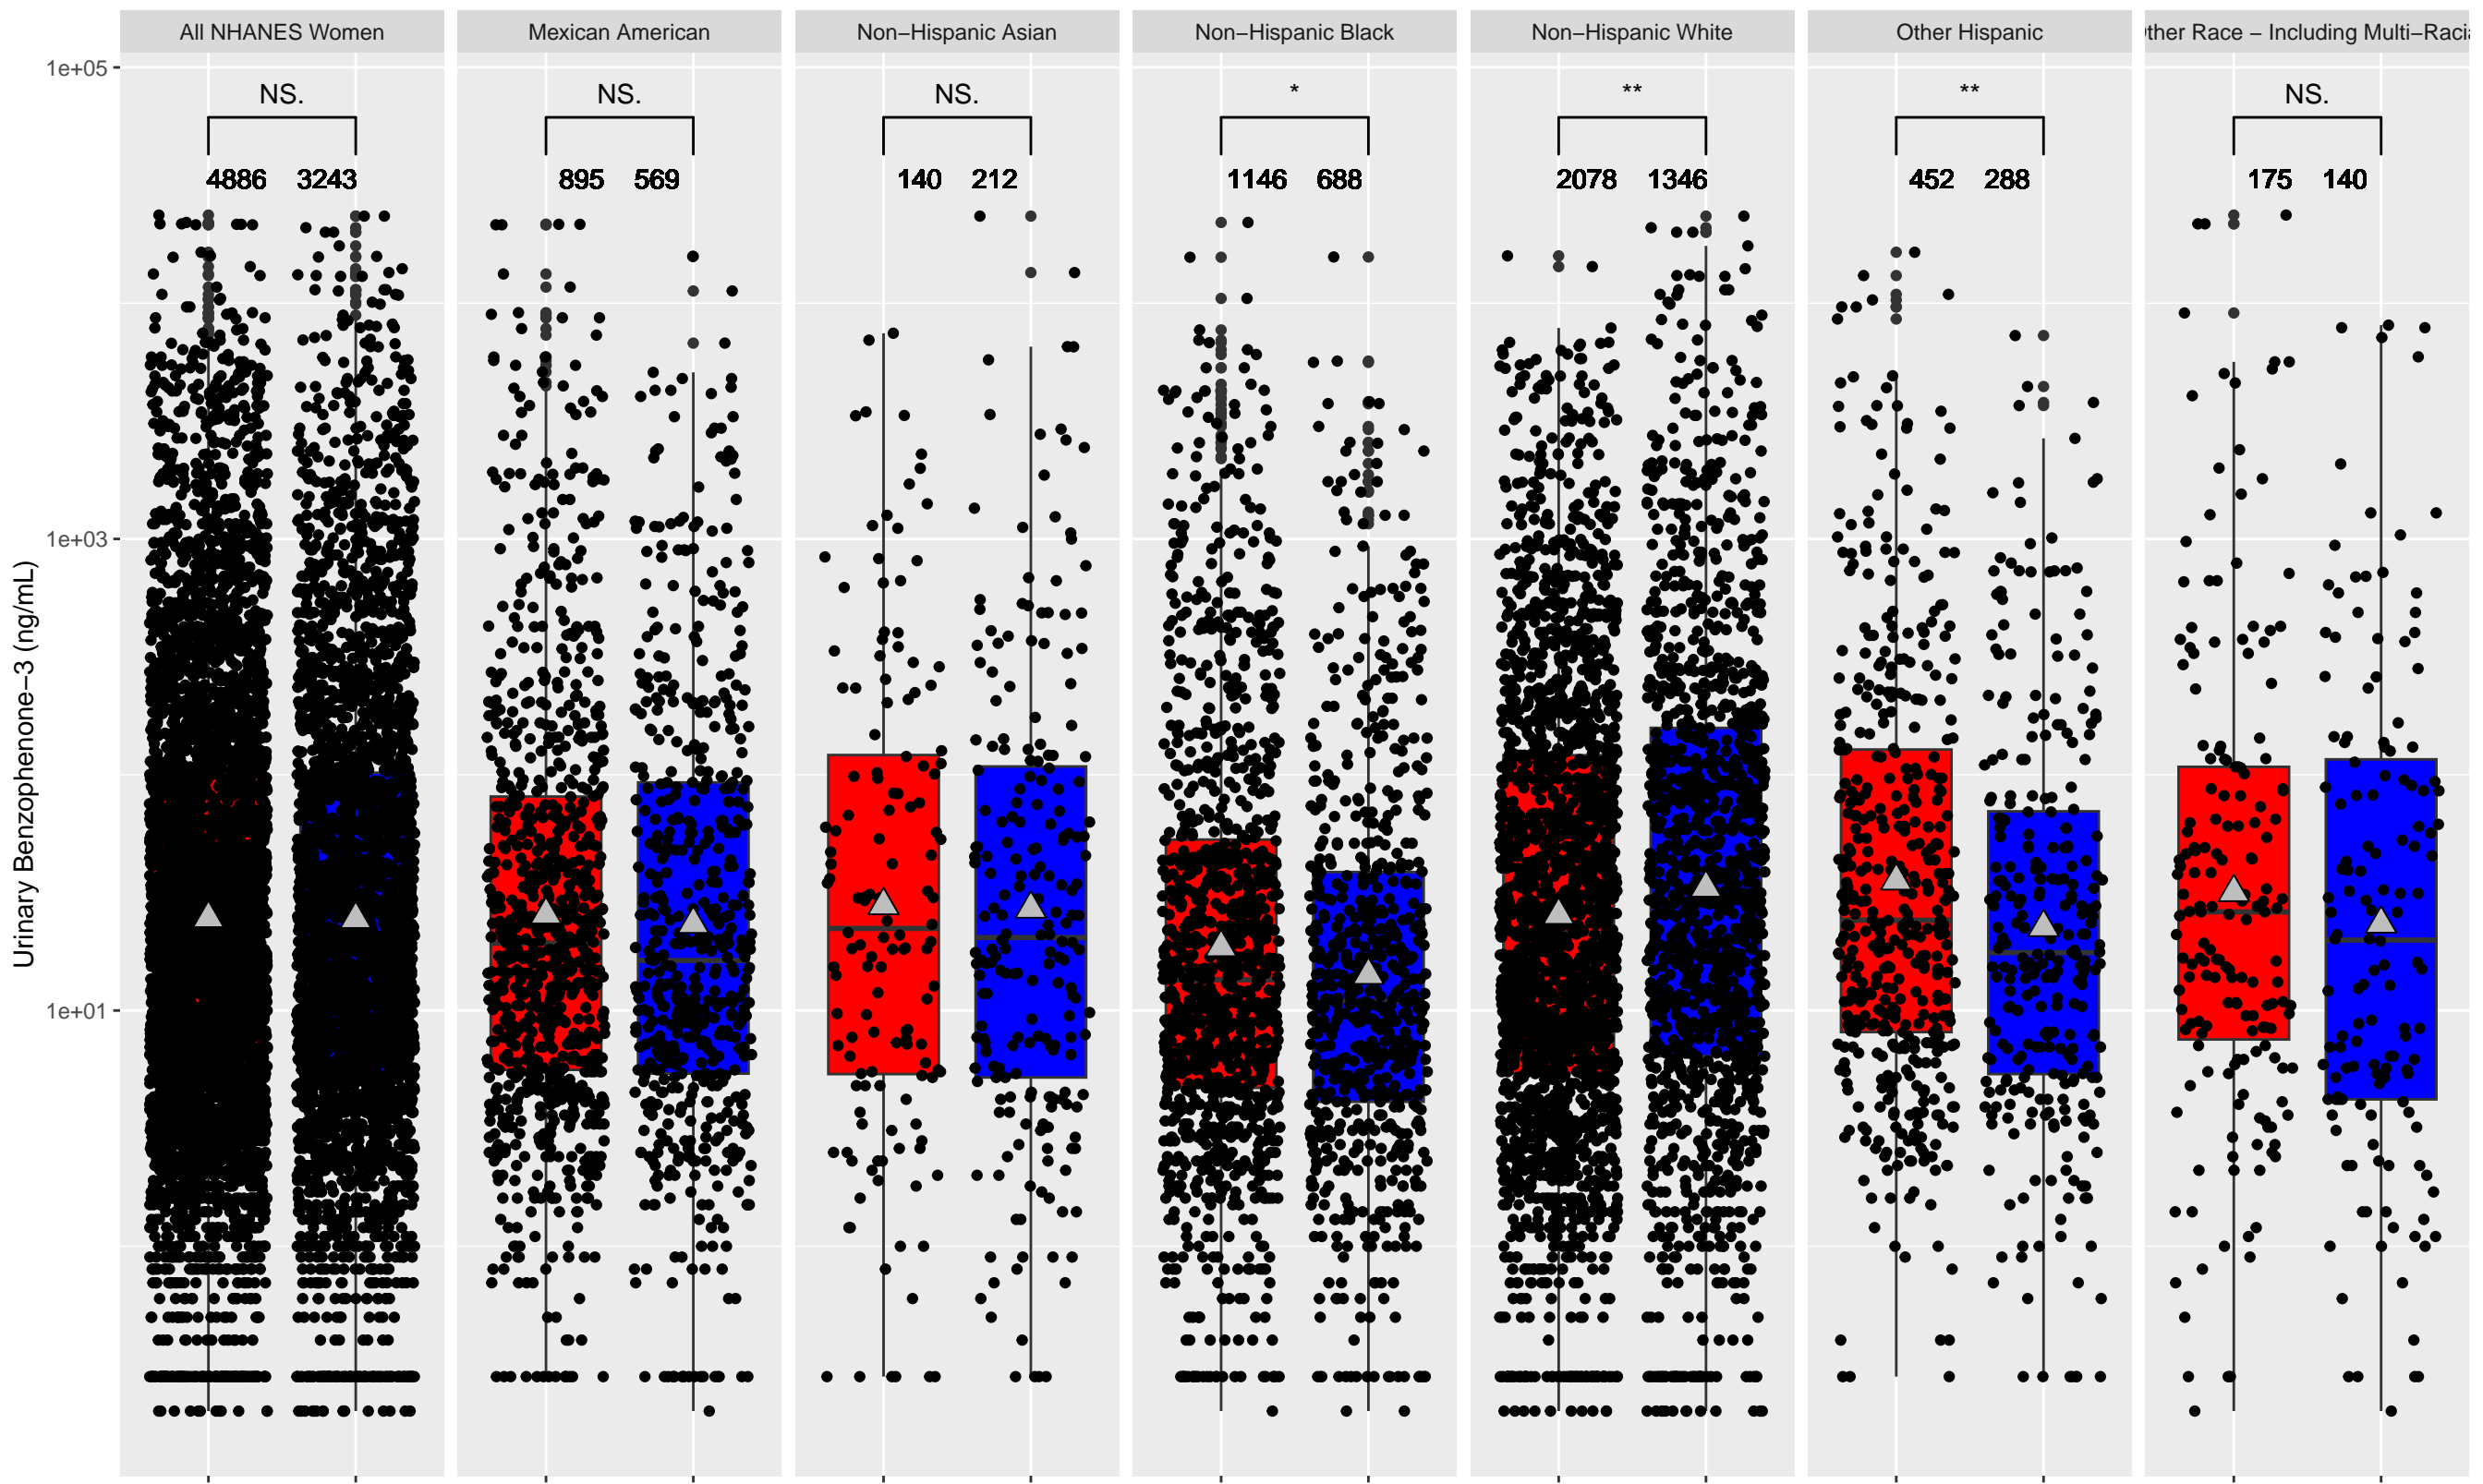 All NHANES Women
Mexican American
Non−Hispanic Asian
Non−Hispanic Black
Non−Hispanic White
Other Hispanic
ther Race − Including Multi−Racia
1e+05
1e+03
1e+01
Urinary Benzophenone−3 (ng/mL)
NS.
NS.
NS.
*
**
**
NS.
4886 3243
895 569
140 212
1146 688
2078 1346
452 288
175 140